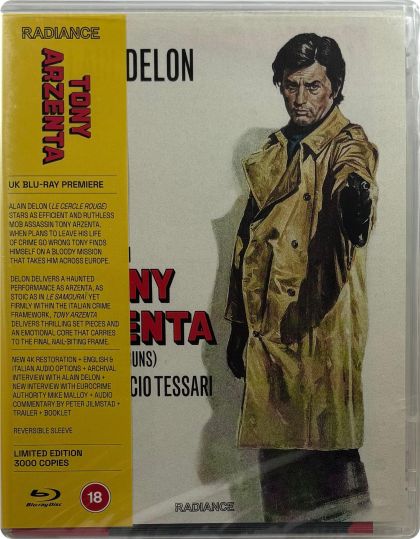 RADIANCE
TONY
ARZENTA
UK BLU-RAY PREMIERE
ALAIN DELON (LE CERCLE ROUGE)
STARS AS EFFICIENT AND RUTHLESS
MOB ASSASSIN TONY ARZENTA,
WHEN PLANS TO LEAVE HIS LIFE
OF CRIME GO WRONG TONY FINDS
HIMSELF ON A BLOODY MISSION
THAT TAKES HIM ACROSS EUROPE.
DELON DELIVERS A HAUNTED
PERFORMANCE AS ARZENTA, AS
STOIC AS IN LE SAMOURAÏ YET
FIRMLY WITHIN THE ITALIAN CRIME
FRAMEWORK, TONY ARZENTA
DELIVERS THRILLING SET PIECES AND
AN EMOTIONAL CORE THAT CARRIES
TO THE FINAL NAIL-BITING FRAME.
NEW 4K RESTORATION + ENGLISH &
ITALIAN AUDIO OPTIONS + ARCHIVAL
INTERVIEW WITH ALAIN DELON +
NEW INTERVIEW WITH EUROCRIME
AUTHORITY MIKE MALLOY + AUDIO
COMMENTARY BY PETER JILMSTAD +
TRAILER + BOOKLET
REVERSIBLE SLEEVE
LIMITED EDITION
3000 COPIES
Blu-ray Disc
18
DELON
NY
ENTA
UNS)
CIO TESSARI
RADIANCE